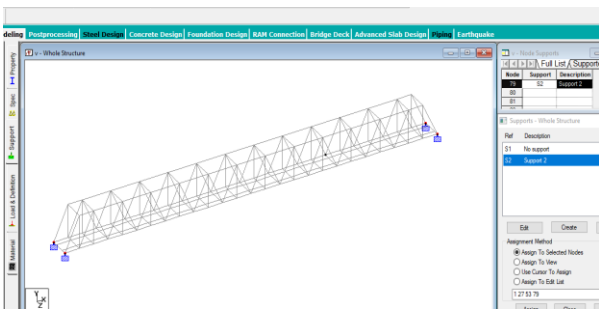 deling Postprocessing Steel Design Concrete Design Foundation Design RAM Connection Bridge Deck Advanced Slab Design Piping Earthquake
v - Whole Structure
v - Node Supports
Full List Supporte
Node Support Description
79 S2 Support 2
80
81
Property
Spec
Support
Load & Definition
Material
Supports - Whole Structure
Ref Description
S1 No support
S2 Support 2
Edit Create
Assignment Method
Assign To Selected Nodes
Assign To View
Use Cursor To Assign
Assign To Edit List
1 27 53 79
Assign Close
Y
X
Z